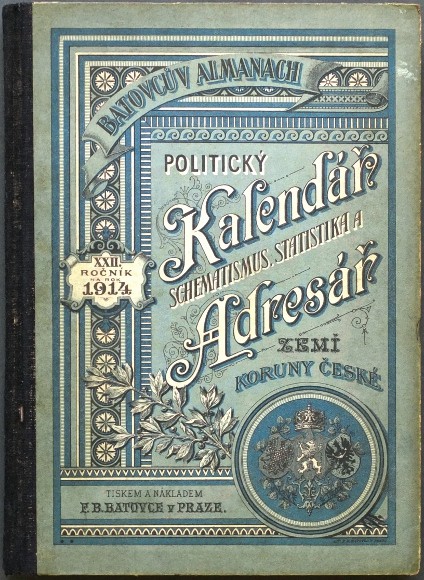 BATOVCŮV ALMANACH
POLITICKÝ
Kalendář
SCHEMATISMUS, STATISTIKA A
Adresář
ZEMÍ
KORUNY ČESKÉ.
XXII.
ROČNÍK
NA ROK
1914
TISKEM A NÁKLADEM
F. B. BATOVCE v PRAZE.